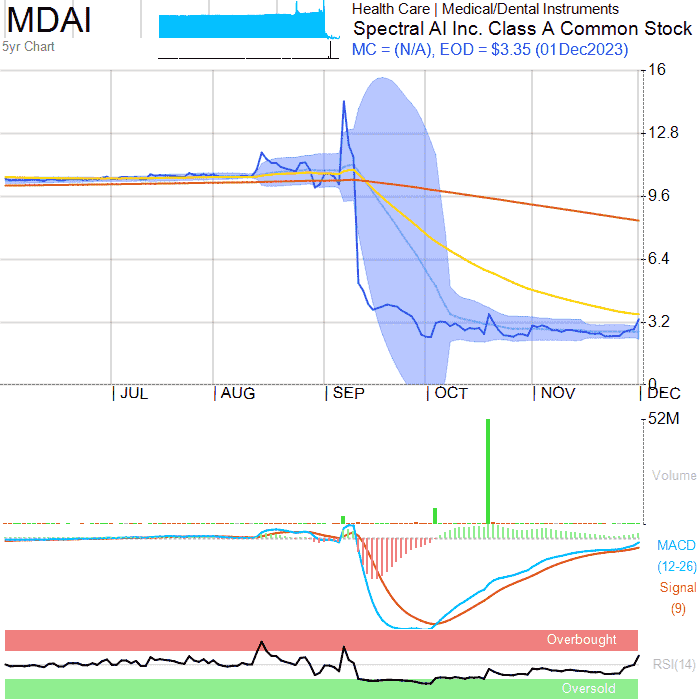 MDAI
5yr Chart
Health Care | Medical/Dental Instruments
Spectral AI Inc. Class A Common Stock
MC = (N/A), EOD = $3.35 (01Dec2023)
16
12.8
9.6
6.4
3.2
0
JUL
AUG
SEP
OCT
NOV
DEC
52M
Volume
MACD
(12-26)
Signal
(9)
Overbought
RSI(14)
Oversold